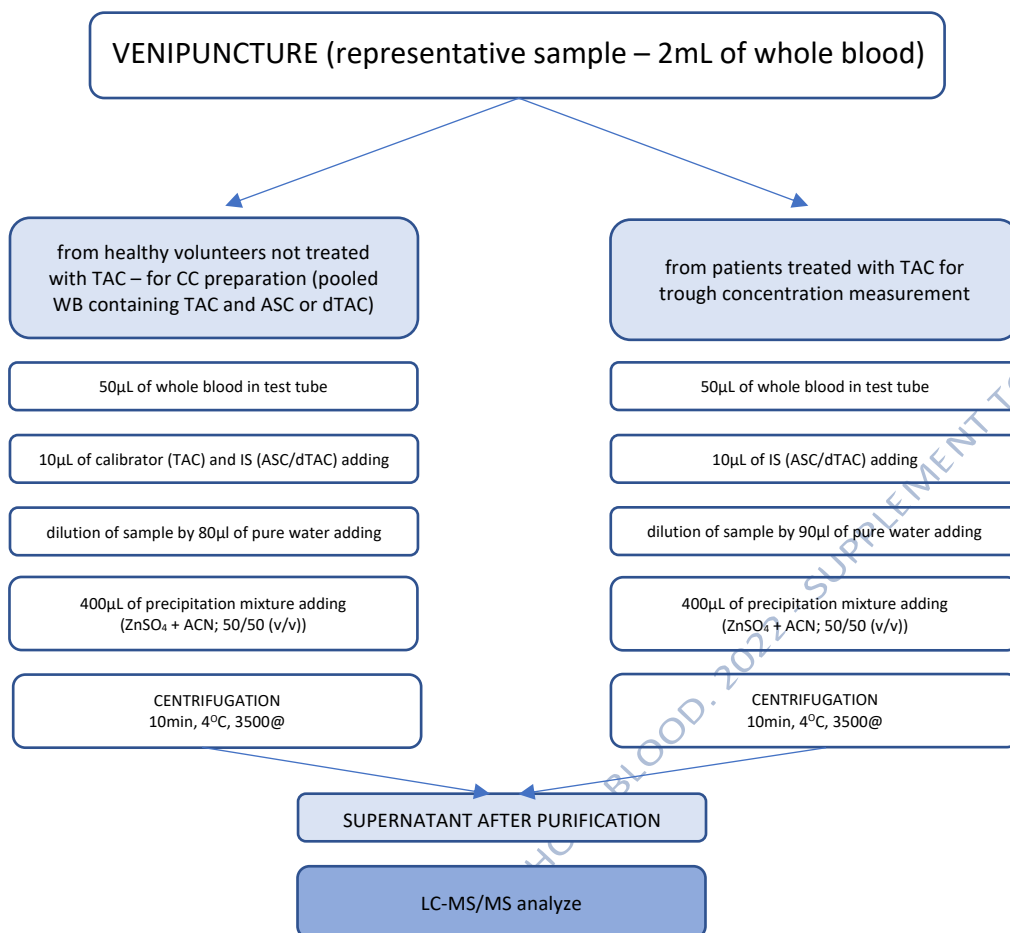 VENIPUNCTURE (representative sample – 2mL of whole blood)
from healthy volunteers not treated
with TAC – for CC preparation (pooled
WB containing TAC and ASC or dTAC)
50µL of whole blood in test tube
10µL of calibrator (TAC) and IS (ASC/dTAC) adding
dilution of sample by 80µl of pure water adding
400µL of precipitation mixture adding
(ZnSO₄ + ACN; 50/50 (v/v))
CENTRIFUGATION
10min, 4⁰C, 3500@
from patients treated with TAC for
trough concentration measurement
50µL of whole blood in test tube
10µL of IS (ASC/dTAC) adding
dilution of sample by 90µl of pure water adding
400µL of precipitation mixture adding
(ZnSO₄ + ACN; 50/50 (v/v))
CENTRIFUGATION
10min, 4⁰C, 3500@
SUPERNATANT AFTER PURIFICATION
LC-MS/MS analyze
BLOOD. 2022 - SUPPLEMENT